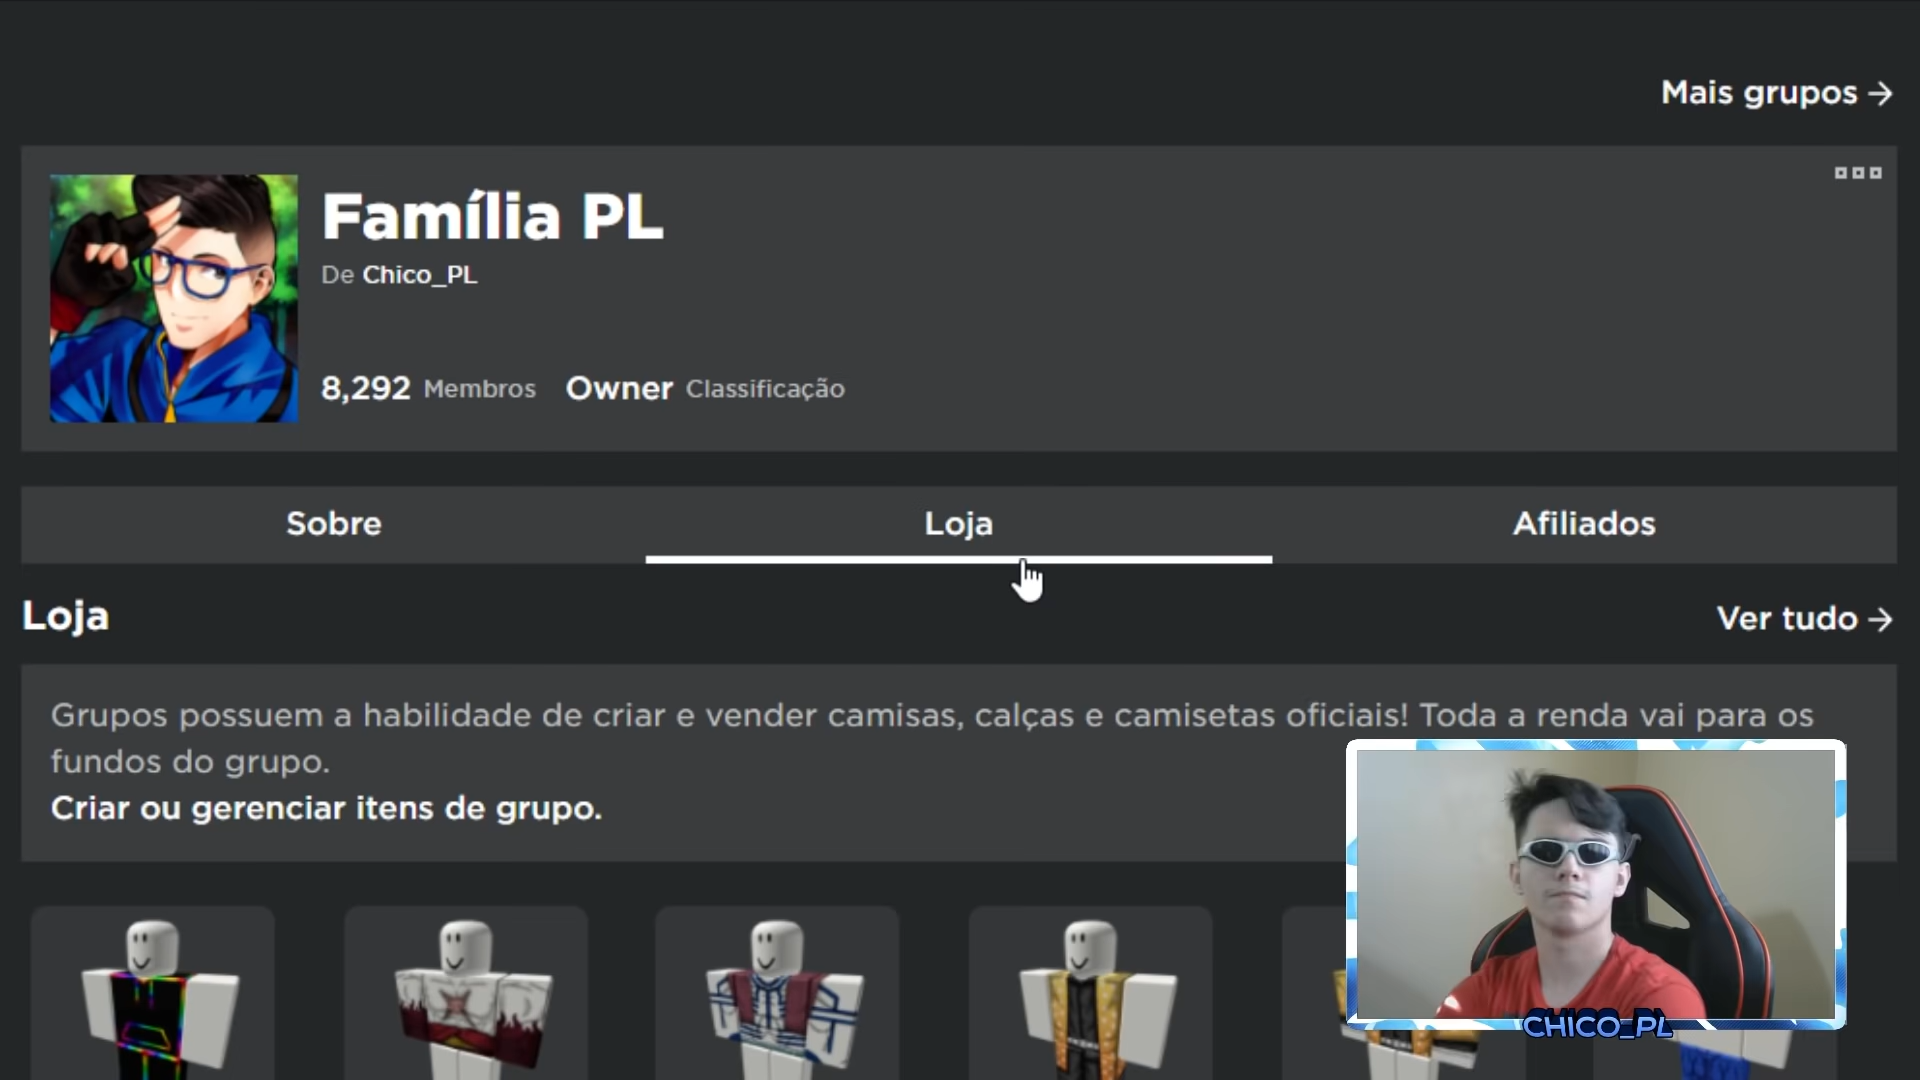 Mais grupos
Família PL
De Chico_PL
8,292 Membros Owner Classificação
Sobre Loja Afiliados
Loja
Ver tudo
Grupos possuem a habilidade de criar e vender camisas, calças e camisetas oficiais! Toda a renda vai para os
fundos do grupo.
Criar ou gerenciar itens de grupo.
CHICO_PL